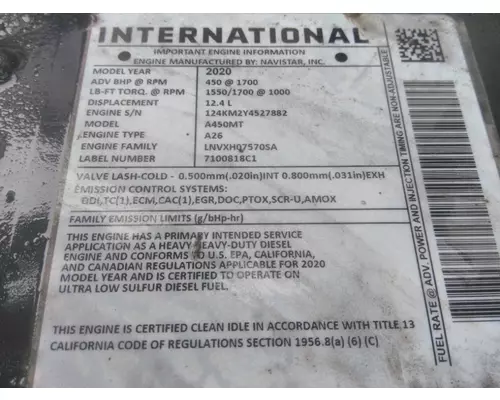 INTERNATIONAL
IMPORTANT ENGINE INFORMATION
ENGINE MANUFACTURED BY: NAVISTAR, INC.
MODEL YEAR 2020
ADV BHP @ RPM 450 @ 1700
LB-FT TORQ. @ RPM 1550/1700 @ 1000
DISPLACEMENT 12.4 L
ENGINE S/N 124KM2Y4527882
MODEL A450MT
ENGINE A26
FAMILY LNVXH07570SA
LABEL NUMBER 7100818C1
VALVE LASH-COLD - 0.500mm(.020in)INT 0.800mm(.031in)EXH
EMISSION CONTROL SYSTEMS:
DDI,TC(1),ECM,CAC(1),EGR,DOC,PTOX,SCR-U,AMOX
FAMILY EMISSION LIMITS (g/bHp-hr)
THIS ENGINE HAS A PRIMARY INTENDED SERVICE
APPLICATION AS A HEAVY HEAVY-DUTY DIESEL
ENGINE AND CONFORMS TO U.S. EPA, CALIFORNIA,
AND CANADIAN REGULATIONS APPLICABLE FOR 2020
MODEL YEAR AND IS CERTIFIED TO OPERATE ON
ULTRA LOW SULFUR DIESEL FUEL.
THIS ENGINE IS CERTIFIED CLEAN IDLE IN ACCORDANCE WITH TITLE 13
CALIFORNIA CODE OF REGULATIONS SECTION 1956.8(a) (6) (C)
FUEL RATE @ ADV. POWER AND INJECTION TIMING ARE NON-ADJUSTABLE